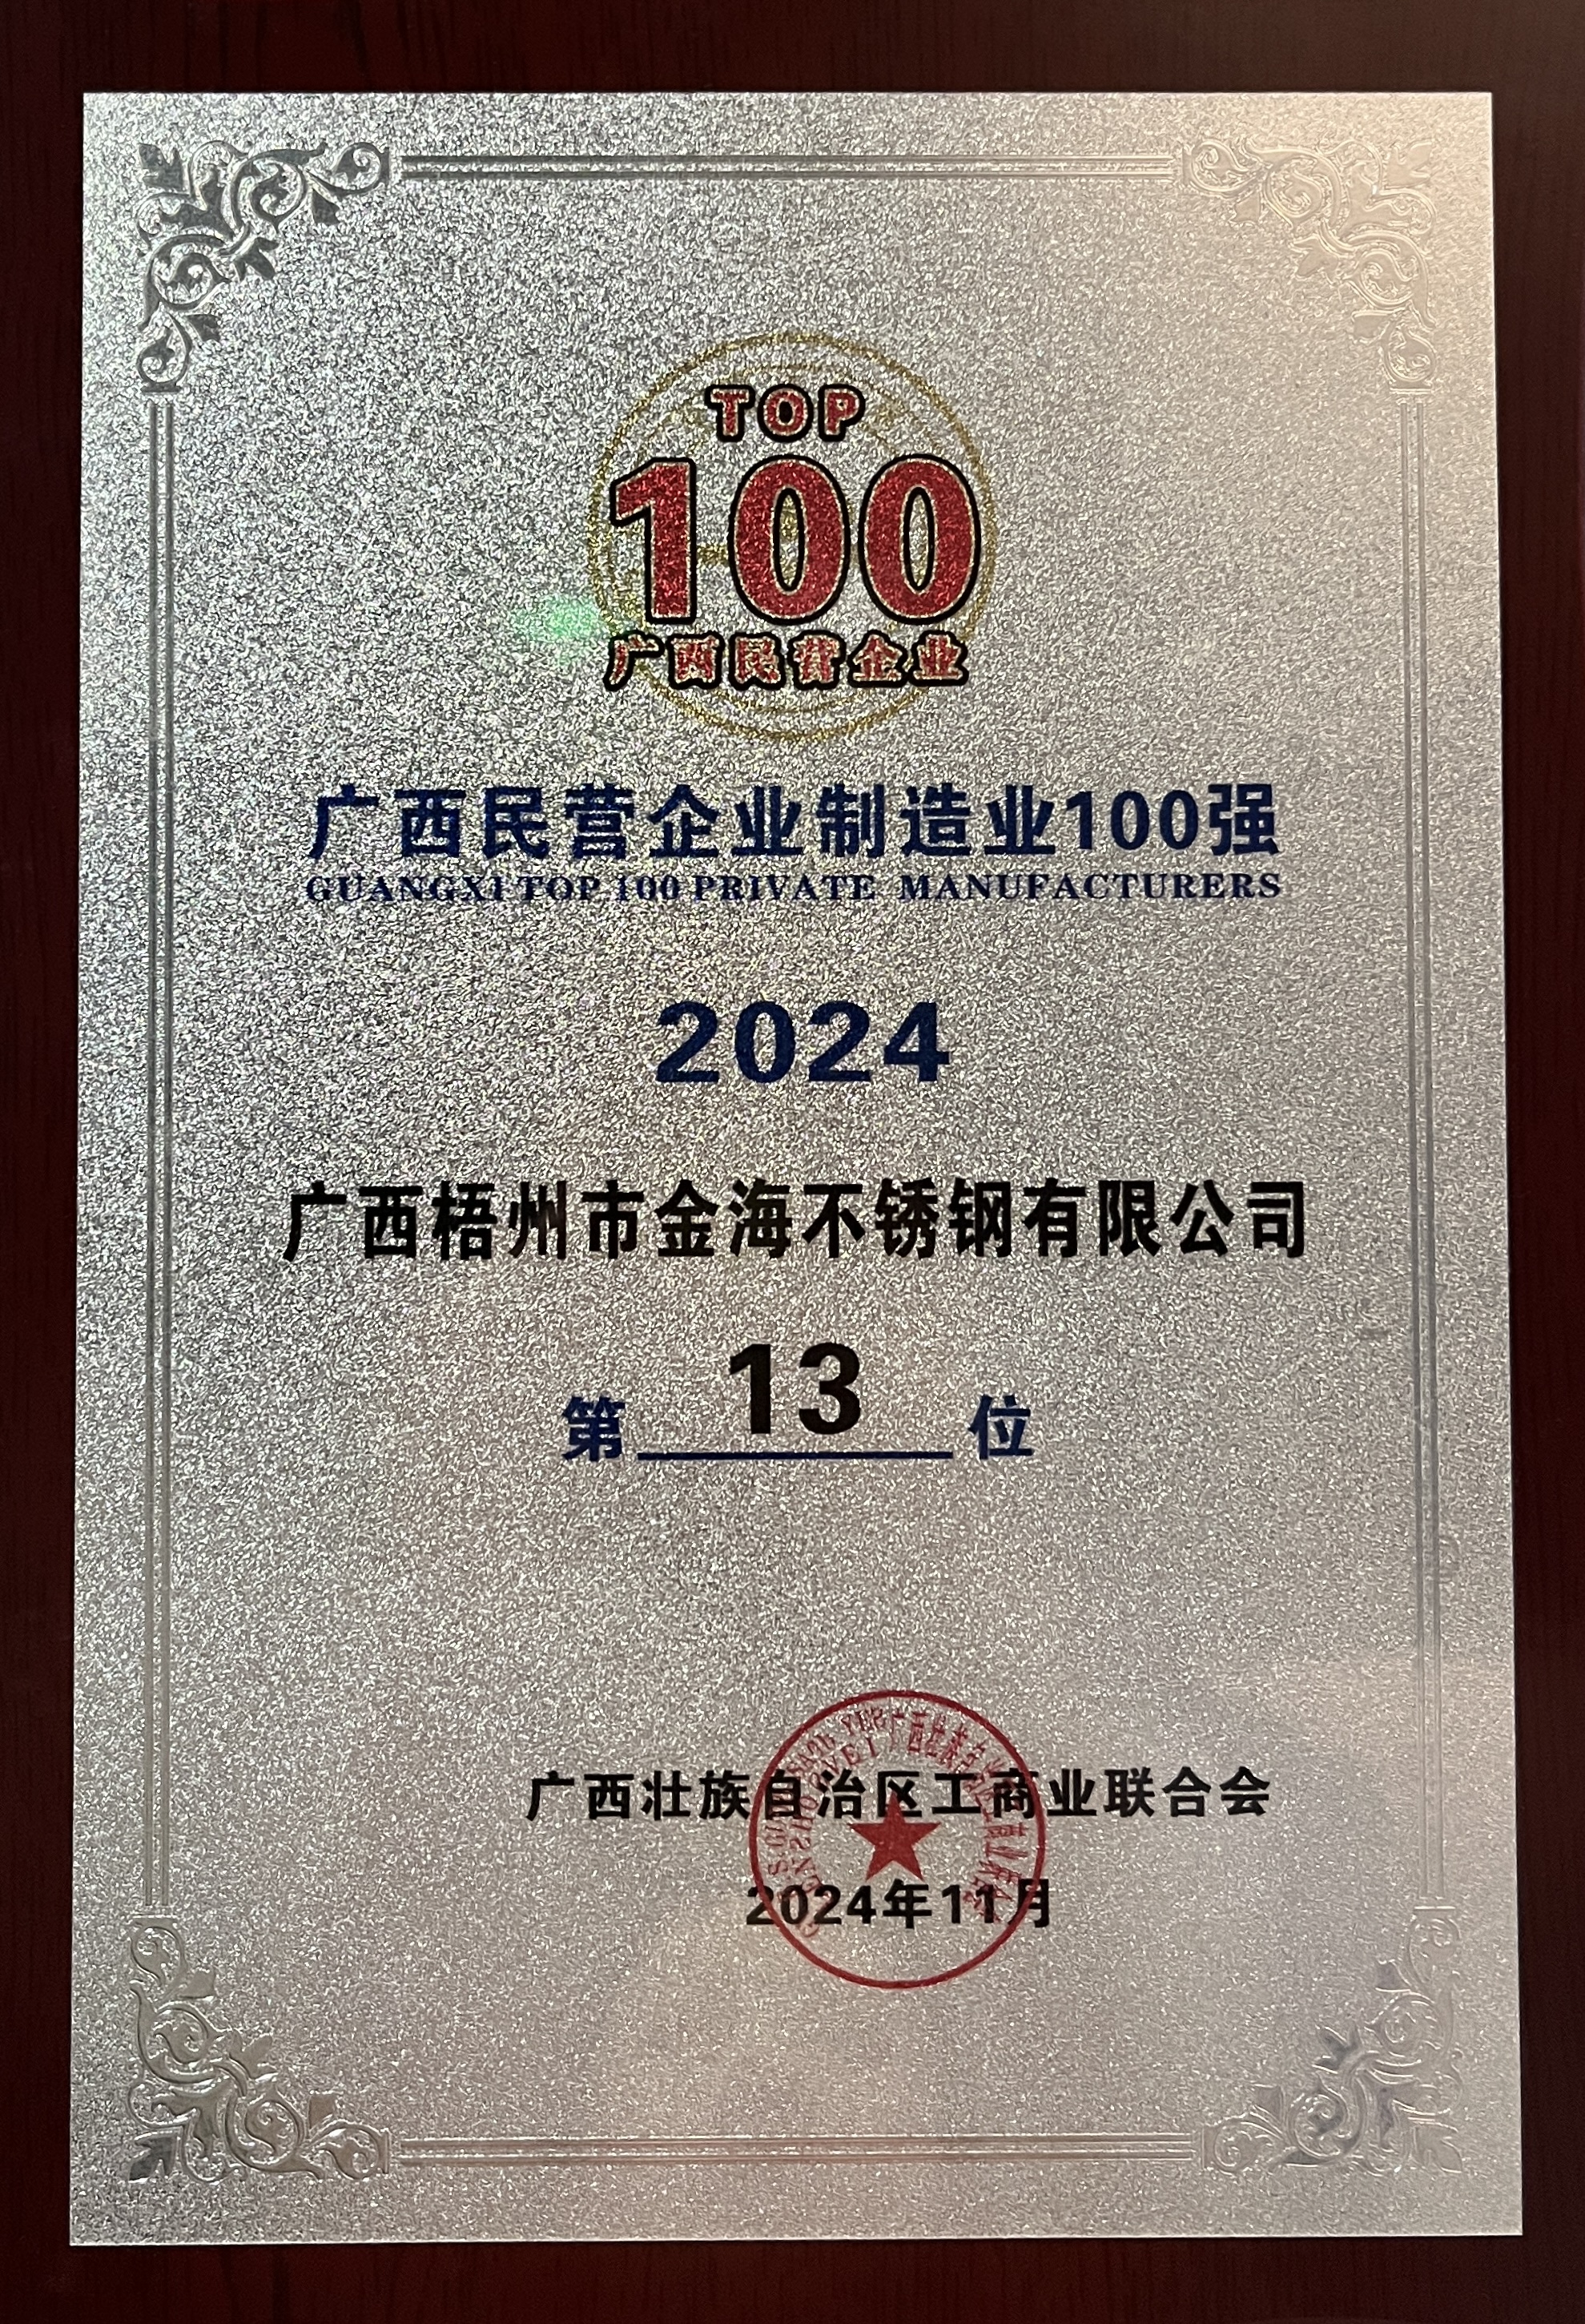 TOP
100
广西民营企业
广西民营企业制造业100强
GUANGXI TOP 100 PRIVATE MANUFACTURERS
2024
广西梧州市金海不锈钢有限公司
第 13 位
广西壮族自治区工商业联合会
2024年11月